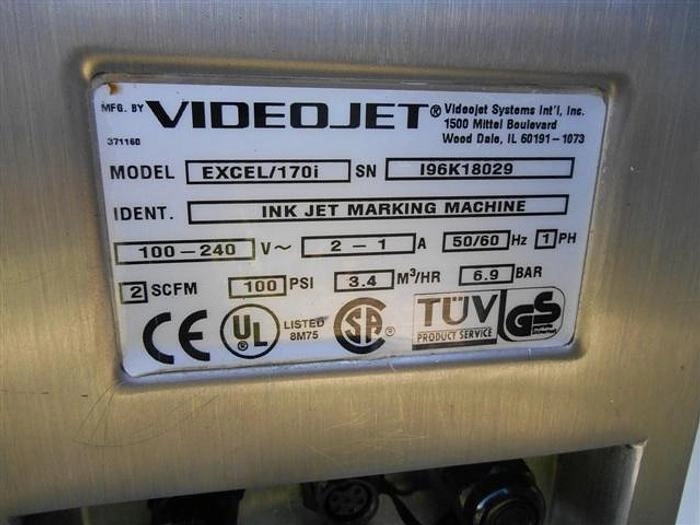 MFG. BY VIDEOJET® Videojet Systems Int'l, Inc.
1500 Mittel Boulevard
Wood Dale, IL 60191-1073
371160
MODEL EXCEL/170i SN I96K18029
IDENT. INK JET MARKING MACHINE
100-240 V~ 2-1 A 50/60 Hz 1 PH
2 SCFM 100 PSI 3.4 M³/HR 6.9 BAR
CE UL ® LISTED 8M75 CSA ® TÜV PRODUCT SERVICE GS